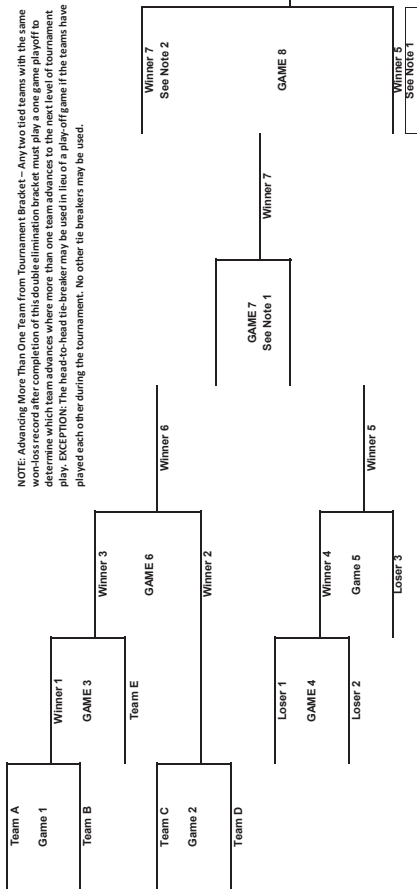 NOTE: Advancing More Than One Team from Tournament Bracket – Any two tied teams with the same
won-loss record after completion of this double elimination bracket must play a one game playoff to
determine which team advances where more than one team advances to the next level of tournament
play. EXCEPTION: The head-to-head tie-breaker may be used in lieu of a play-off game if the teams have
played each other during the tournament. No other tie breakers may be used.
Team A
Game 1
Team B
Team C
Game 2
Team D
Winner 1
GAME 3
Team E
Loser 1
GAME 4
Loser 2
Winner 3
GAME 6
Winner 2
Winner 4
Game 5
Loser 3
Winner 6
Winner 5
GAME 7
See Note 1
Winner 7
Winner 7
See Note 2
GAME 8
Winner 5
See Note 1